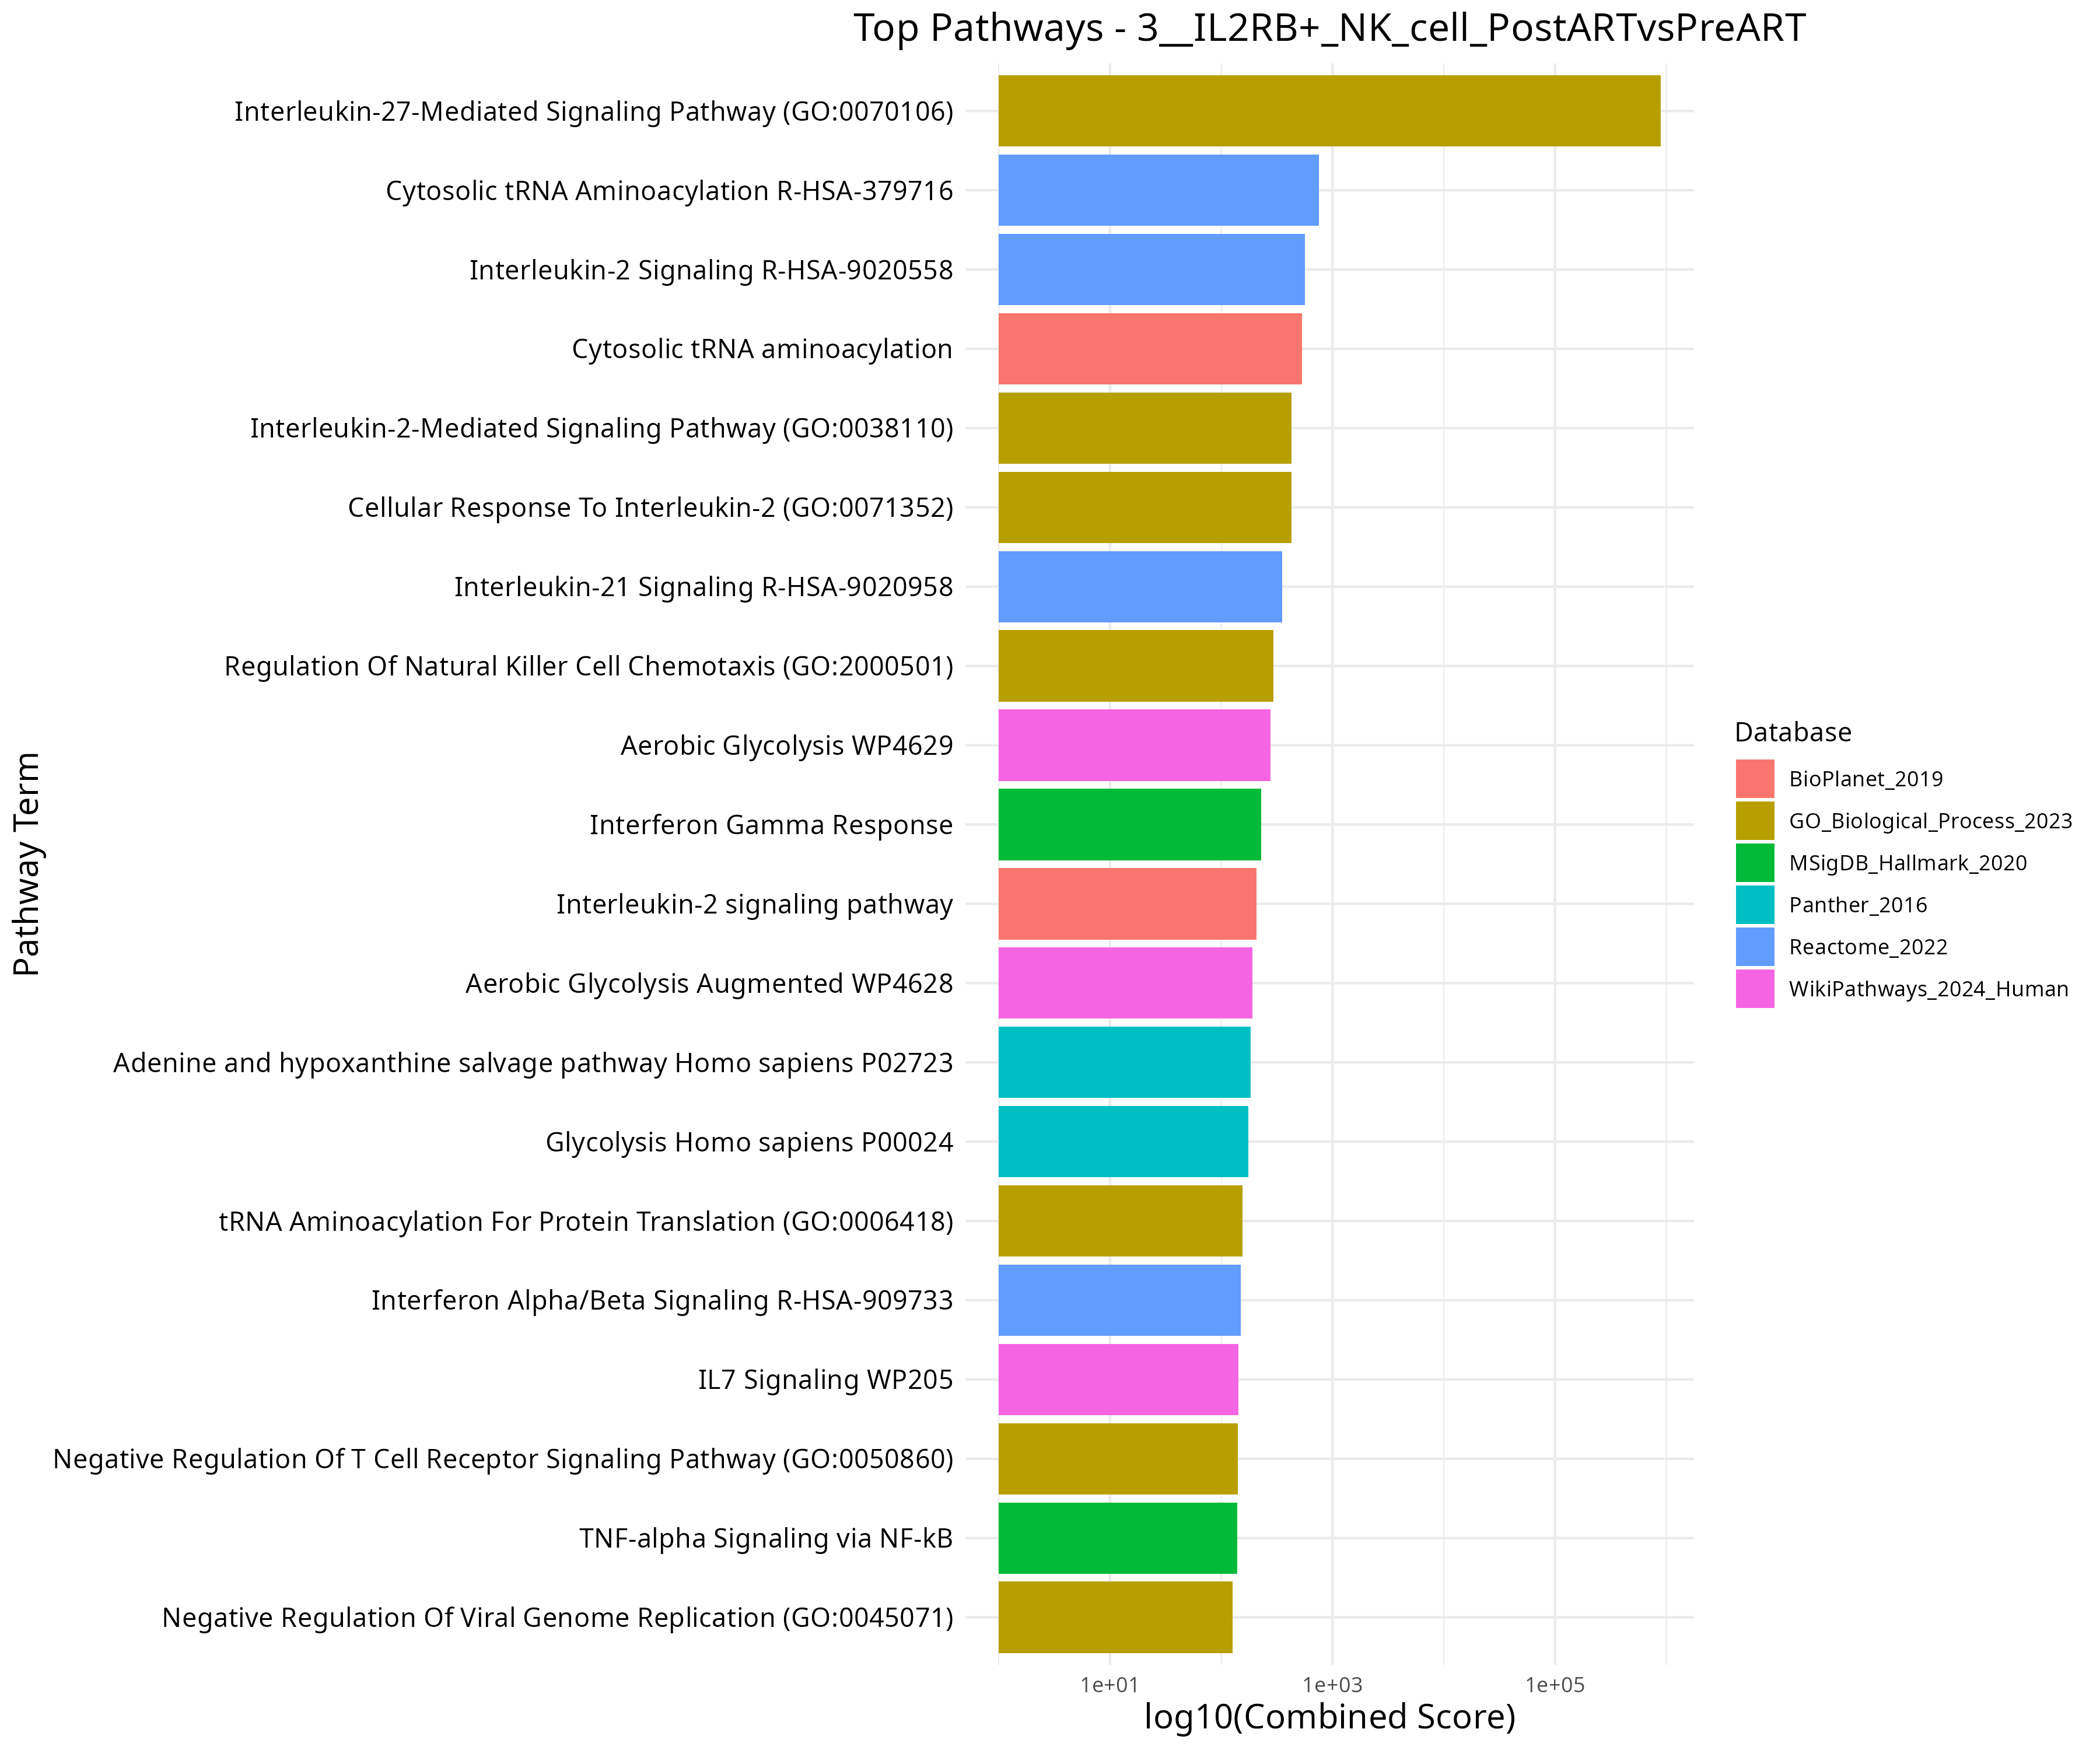 Top Pathways - 3__IL2RB+_NK_cell_PostARTvsPreART
Pathway Term
Interleukin-27-Mediated Signaling Pathway (GO:0070106)
Cytosolic tRNA Aminoacylation R-HSA-379716
Interleukin-2 Signaling R-HSA-9020558
Cytosolic tRNA aminoacylation
Interleukin-2-Mediated Signaling Pathway (GO:0038110)
Cellular Response To Interleukin-2 (GO:0071352)
Interleukin-21 Signaling R-HSA-9020958
Regulation Of Natural Killer Cell Chemotaxis (GO:2000501)
Aerobic Glycolysis WP4629
Interferon Gamma Response
Interleukin-2 signaling pathway
Aerobic Glycolysis Augmented WP4628
Adenine and hypoxanthine salvage pathway Homo sapiens P02723
Glycolysis Homo sapiens P00024
tRNA Aminoacylation For Protein Translation (GO:0006418)
Interferon Alpha/Beta Signaling R-HSA-909733
IL7 Signaling WP205
Negative Regulation Of T Cell Receptor Signaling Pathway (GO:0050860)
TNF-alpha Signaling via NF-kB
Negative Regulation Of Viral Genome Replication (GO:0045071)
1e+01 1e+03 1e+05
log10(Combined Score)
Database
BioPlanet_2019
GO_Biological_Process_2023
MSigDB_Hallmark_2020
Panther_2016
Reactome_2022
WikiPathways_2024_Human